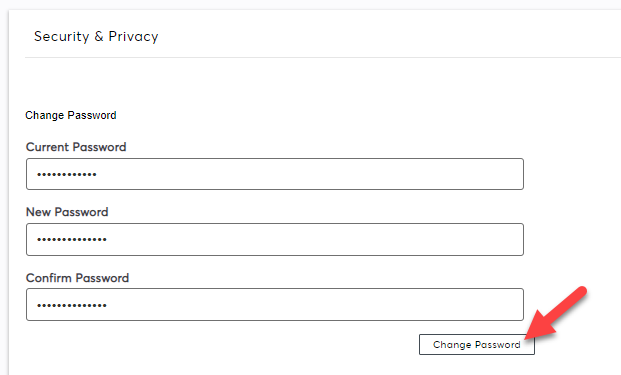 Security & Privacy
Change Password
Current Password
••••••••••••
New Password
••••••••••••••
Confirm Password
••••••••••••••
Change Password